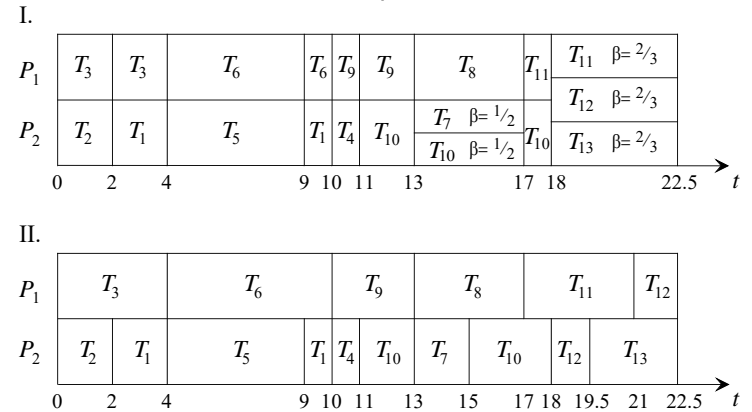 I.
P₁ T₃ T₃ T₆ T₆ T₉ T₉ T₈ T₁₁ T₁₁ β= 2/3
T₁₂ β= 2/3
P₂ T₂ T₁ T₅ T₁ T₄ T₁₀ T₇ β= 1/2 T₁₀ T₁₃ β= 2/3
T₁₀ β= 1/2
0 2 4 9 10 11 13 17 18 22.5 t
II.
P₁ T₃ T₆ T₉ T₈ T₁₁ T₁₂
P₂ T₂ T₁ T₅ T₁ T₄ T₁₀ T₇ T₁₀ T₁₂ T₁₃
0 2 4 9 10 11 13 15 17 18 19.5 21 22.5 t